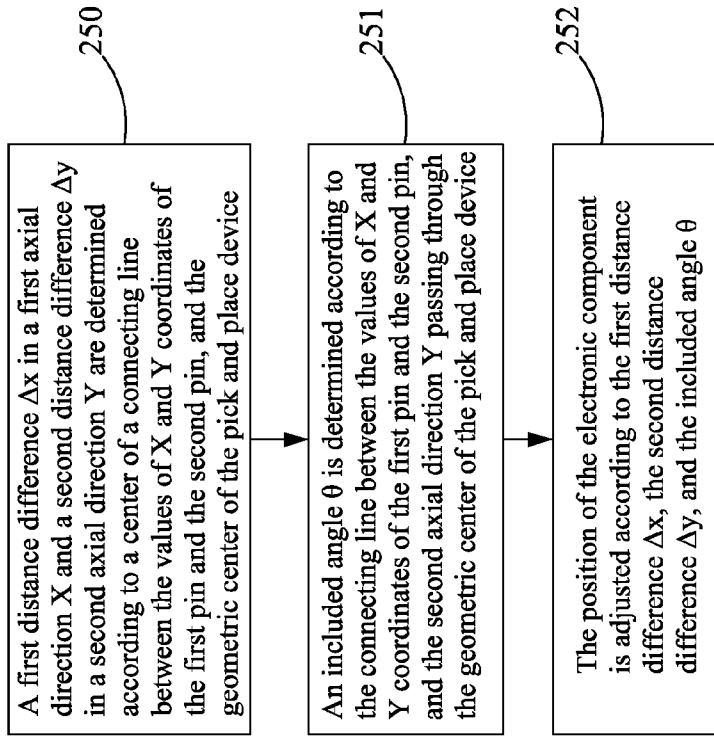 A first distance difference Δx in a first axial
direction X and a second distance difference Δy
in a second axial direction Y are determined
according to a center of a connecting line
between the values of X and Y coordinates of
the first pin and the second pin, and the
geometric center of the pick and place device
250
An included angle θ is determined according to
the connecting line between the values of X and
Y coordinates of the first pin and the second pin,
and the second axial direction Y passing through
the geometric center of the pick and place device
251
The position of the electronic component
is adjusted according to the first distance
difference Δx, the second distance
difference Δy, and the included angle θ
252